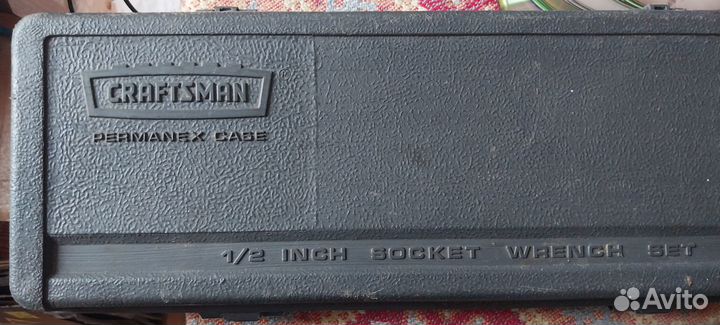 CRAFTSMAN®
PERMANEX CASE
1/2 INCH SOCKET WRENCH SET
Avito